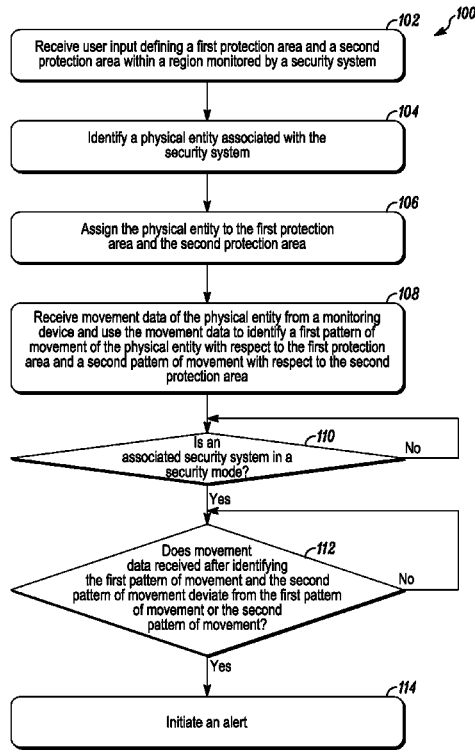 100
102
Receive user input defining a first protection area and a second
protection area within a region monitored by a security system
104
Identify a physical entity associated with the
security system
106
Assign the physical entity to the first protection
area and the second protection area
108
Receive movement data of the physical entity from a monitoring
device and use the movement data to identify a first pattern of
movement of the physical entity with respect to the first protection
area and a second pattern of movement with respect to the second
protection area
110
Is an
associated security system in a
security mode?
No
Yes
112
Does movement
data received after identifying
the first pattern of movement and the second
pattern of movement deviate from the first pattern
of movement or the second
pattern of movement?
No
Yes
114
Initiate an alert